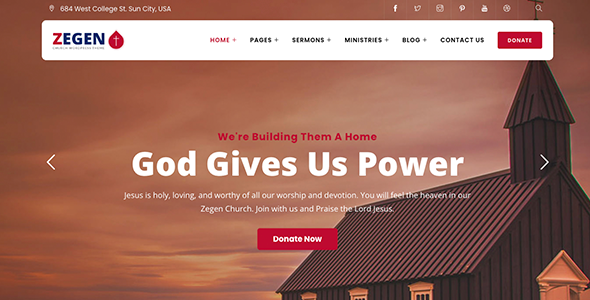 684 West College St. Sun City, USA
ZEGEN
CHURCH WORDPRESS THEME
HOME + PAGES + SERMONS + MINISTRIES + BLOG + CONTACT US DONATE
We're Building Them A Home
God Gives Us Power
Jesus is holy, loving, and worthy of all our worship and devotion. You will feel the heaven in our
Zegen Church. Join with us and Praise the Lord Jesus.
Donate Now